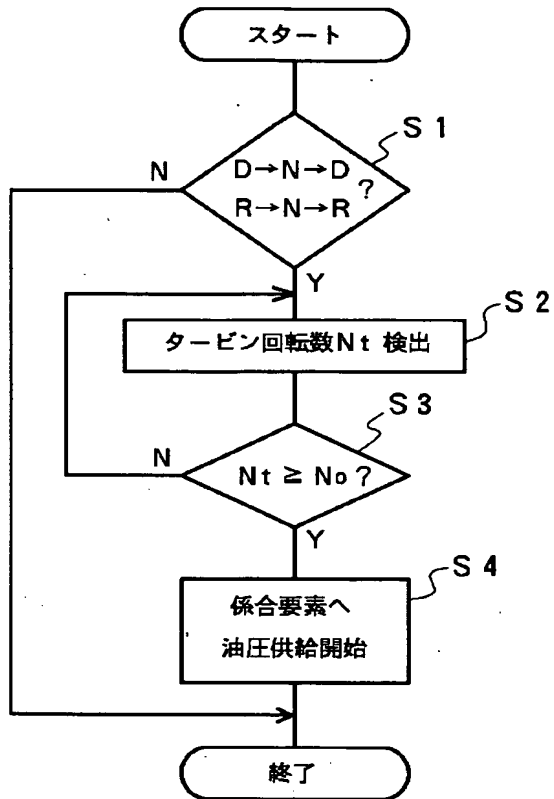 スタート
S1
N
D→N→D
R→N→R
?
Y
S2
タービン回転数Nt 検出
S3
N
Nt ≧ No ?
Y
S4
係合要素へ
油圧供給開始
終了